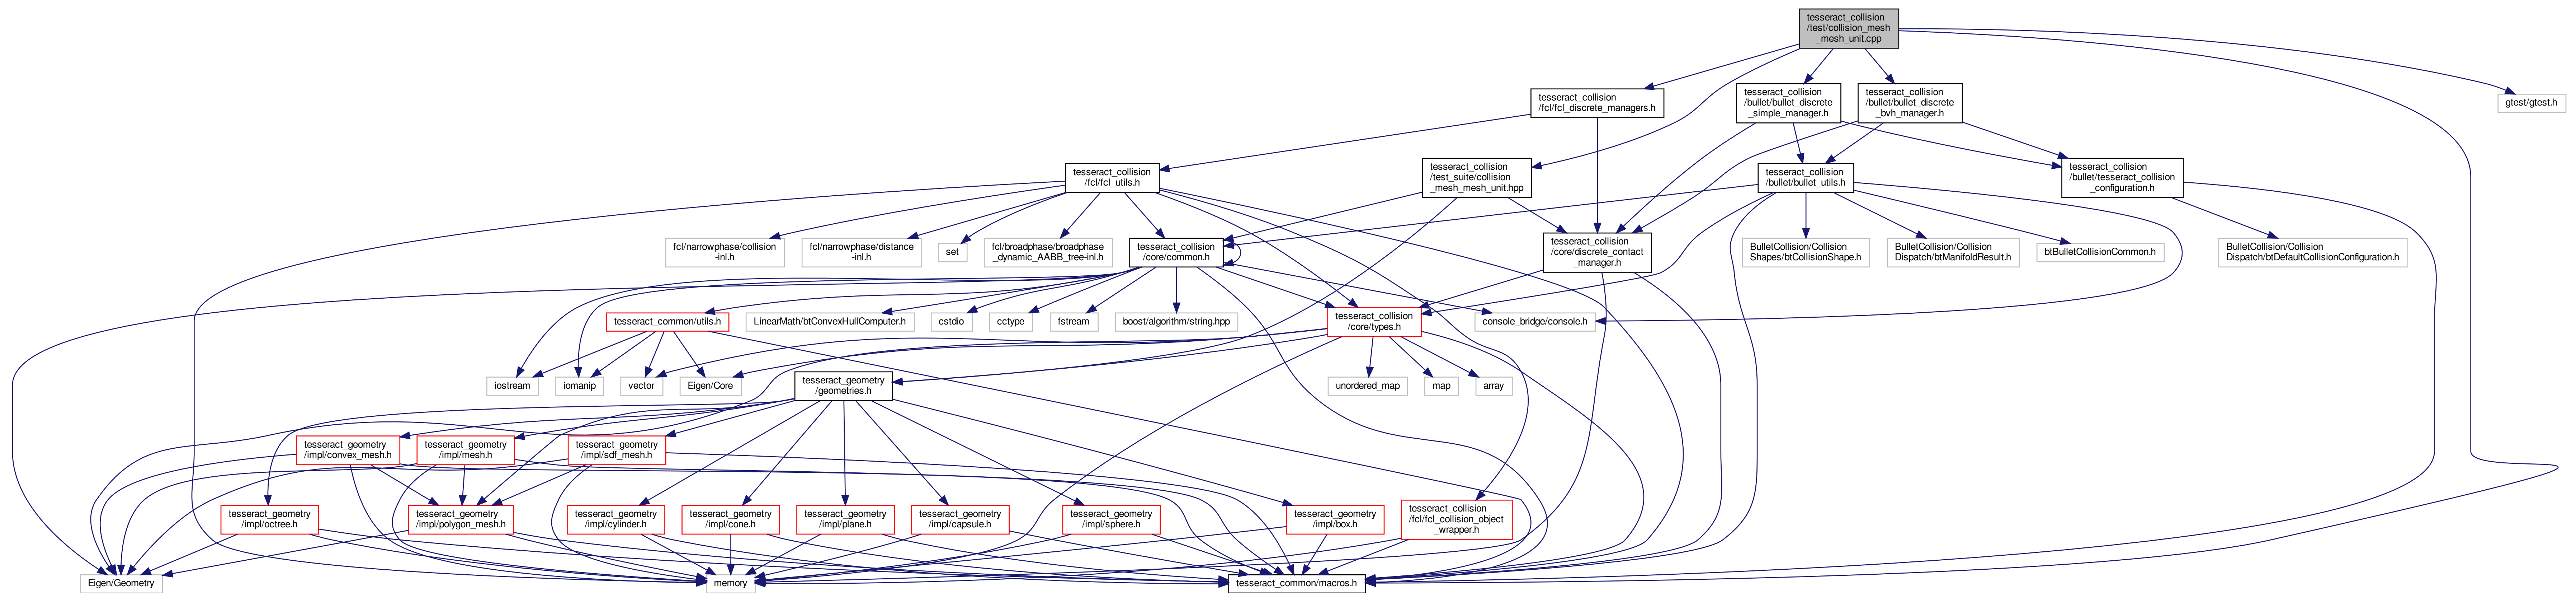 tesseract_collision
/test/collision_mesh
_mesh_unit.cpp
tesseract_collision
/fcl/fcl_discrete_managers.h
tesseract_collision
/bullet/bullet_discrete
_simple_manager.h
tesseract_collision
/bullet/bullet_discrete
_bvh_manager.h
gtest/gtest.h
tesseract_collision
/fcl/fcl_utils.h
tesseract_collision
/test_suite/collision
_mesh_mesh_unit.hpp
tesseract_collision
/bullet/bullet_utils.h
tesseract_collision
/bullet/tesseract_collision
_configuration.h
fcl/narrowphase/collision
-inl.h
fcl/narrowphase/distance
-inl.h
set
fcl/broadphase/broadphase
_dynamic_AABB_tree-inl.h
tesseract_collision
/core/common.h
tesseract_collision
/core/discrete_contact
_manager.h
BulletCollision/Collision
Shapes/btCollisionShape.h
BulletCollision/Collision
Dispatch/btManifoldResult.h
btBulletCollisionCommon.h
BulletCollision/Collision
Dispatch/btDefaultCollisionConfiguration.h
tesseract_common/utils.h
LinearMath/btConvexHullComputer.h
cstdio
cctype
fstream
boost/algorithm/string.hpp
tesseract_collision
/core/types.h
console_bridge/console.h
iostream
iomanip
vector
Eigen/Core
tesseract_geometry
/geometries.h
unordered_map
map
array
tesseract_geometry
/impl/convex_mesh.h
tesseract_geometry
/impl/mesh.h
tesseract_geometry
/impl/sdf_mesh.h
tesseract_geometry
/impl/octree.h
tesseract_geometry
/impl/polygon_mesh.h
tesseract_geometry
/impl/cylinder.h
tesseract_geometry
/impl/cone.h
tesseract_geometry
/impl/plane.h
tesseract_geometry
/impl/capsule.h
tesseract_geometry
/impl/sphere.h
tesseract_geometry
/impl/box.h
tesseract_collision
/fcl/fcl_collision_object
_wrapper.h
Eigen/Geometry
memory
tesseract_common/macros.h